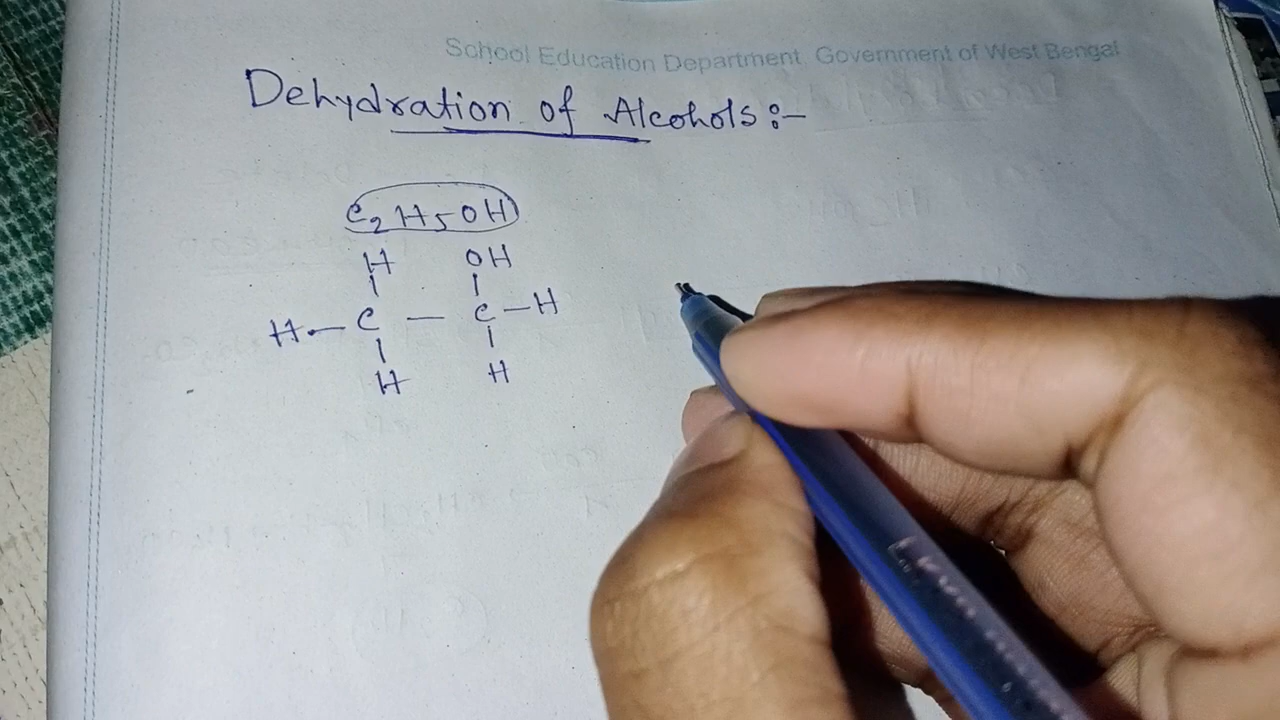 School Education Department Government of West Bengal
Dehydration of Alcohols:-
C2H5OH
H OH
H-C-C-H
H H